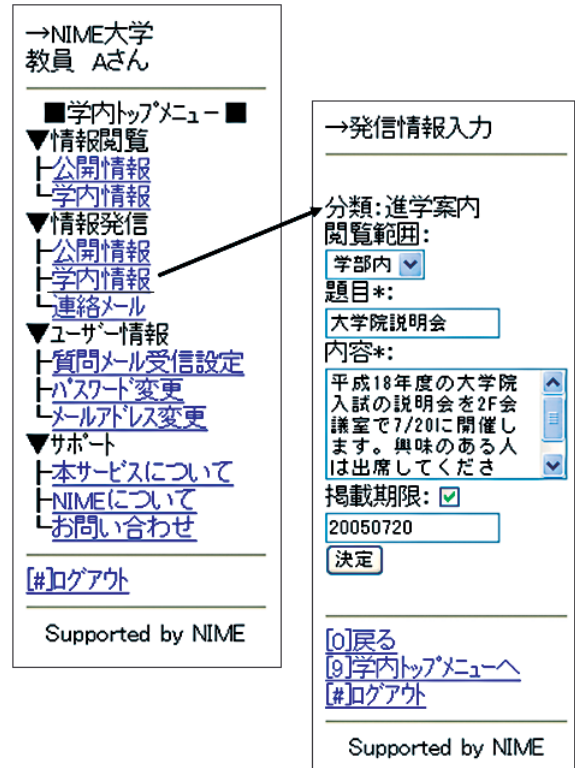 →NIME大学
教員 Aさん
■学内トップメニュー■
▼情報閲覧
├公開情報
└学内情報
▼情報発信
├公開情報
├学内情報
└連絡メール
▼ユーザー情報
├質問メール受信設定
├パスワード変更
└メールアドレス変更
▼サポート
├本サービスについて
├NIMEについて
└お問い合わせ
[#]ログアウト
Supported by NIME
→発信情報入力
分類:進学案内
閲覧範囲:
学部内
題目*:
大学院説明会
内容*:
平成18年度の大学院
入試の説明会を2F会
議室で7/20に開催し
ます。興味のある人
は出席してくださ
掲載期限:
20050720
決定
[0]戻る
[9]学内トップメニューへ
[#]ログアウト
Supported by NIME